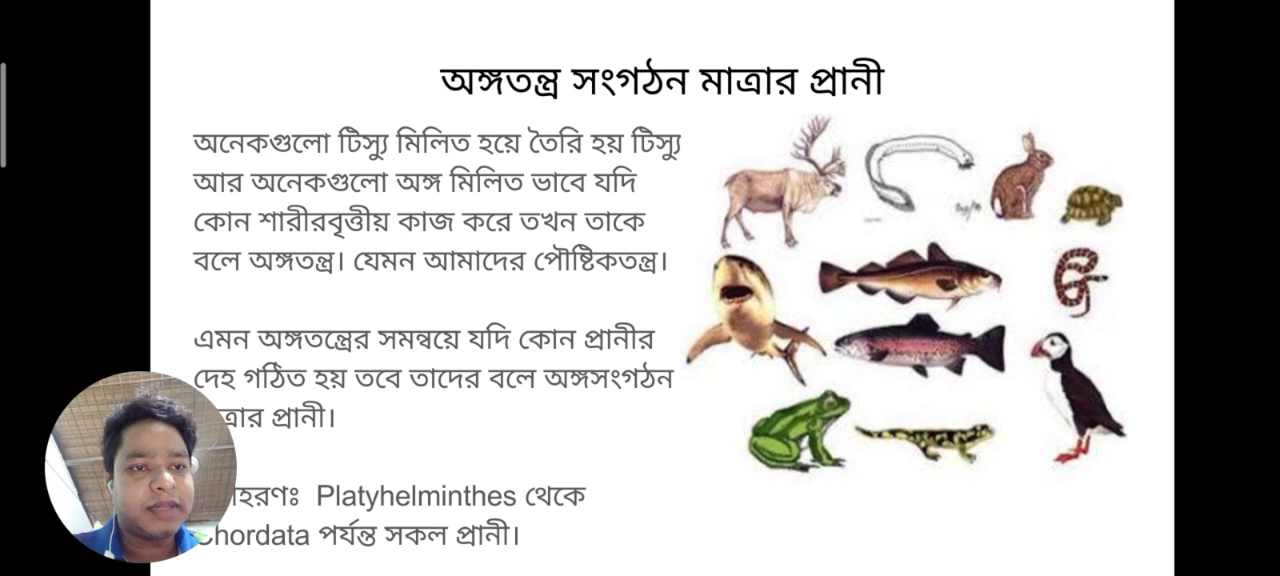 অঙ্গতন্ত্র সংগঠন মাত্রার প্রানী
অনেকগুলো টিস্যু মিলিত হয়ে তৈরি হয় টিস্যু
আর অনেকগুলো অঙ্গ মিলিত ভাবে যদি
কোন শারীরবৃত্তীয় কাজ করে তখন তাকে
বলে অঙ্গতন্ত্র। যেমন আমাদের পৌষ্টিকতন্ত্র।
এমন অঙ্গতন্ত্রের সমন্বয়ে যদি কোন প্রানীর
দেহ গঠিত হয় তবে তাদের বলে অঙ্গসংগঠন
প্রানী।
Platyhelminthes থেকে
Chordata পর্যন্ত সকল প্রানী।